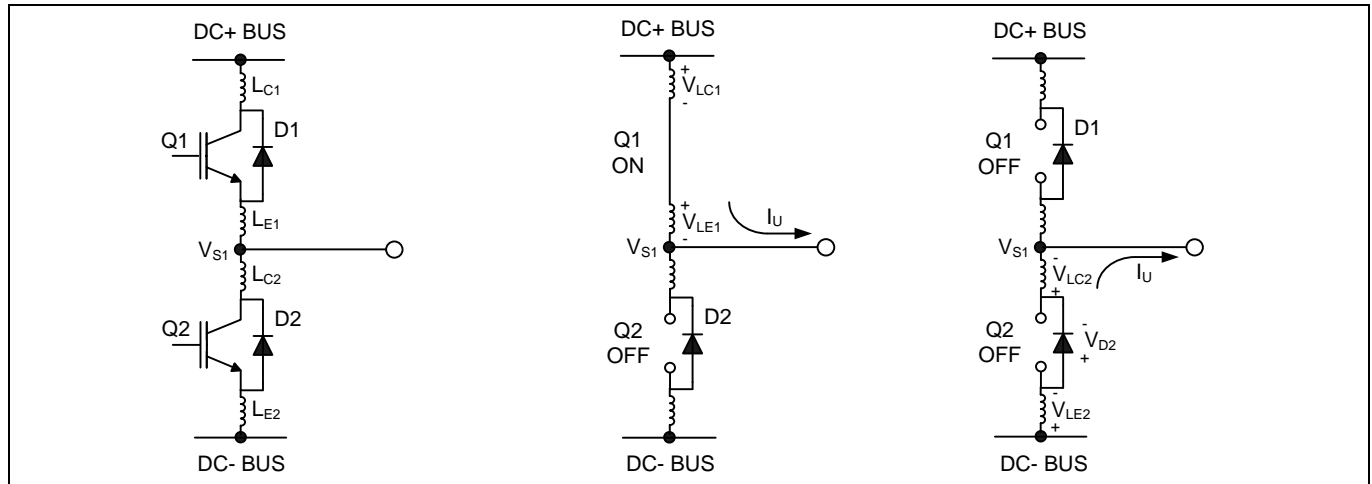 DC+ BUS
LC1
Q1
D1
LE1
VS1
LC2
Q2
D2
LE2
DC- BUS
DC+ BUS
+
VLC1
-
Q1
ON
+
VLE1
-
IU
VS1
Q2
OFF
D2
DC- BUS
DC+ BUS
Q1
OFF
D1
VS1
-
VLC2
+
IU
Q2
OFF
-
VD2
+
-
VLE2
+
DC- BUS